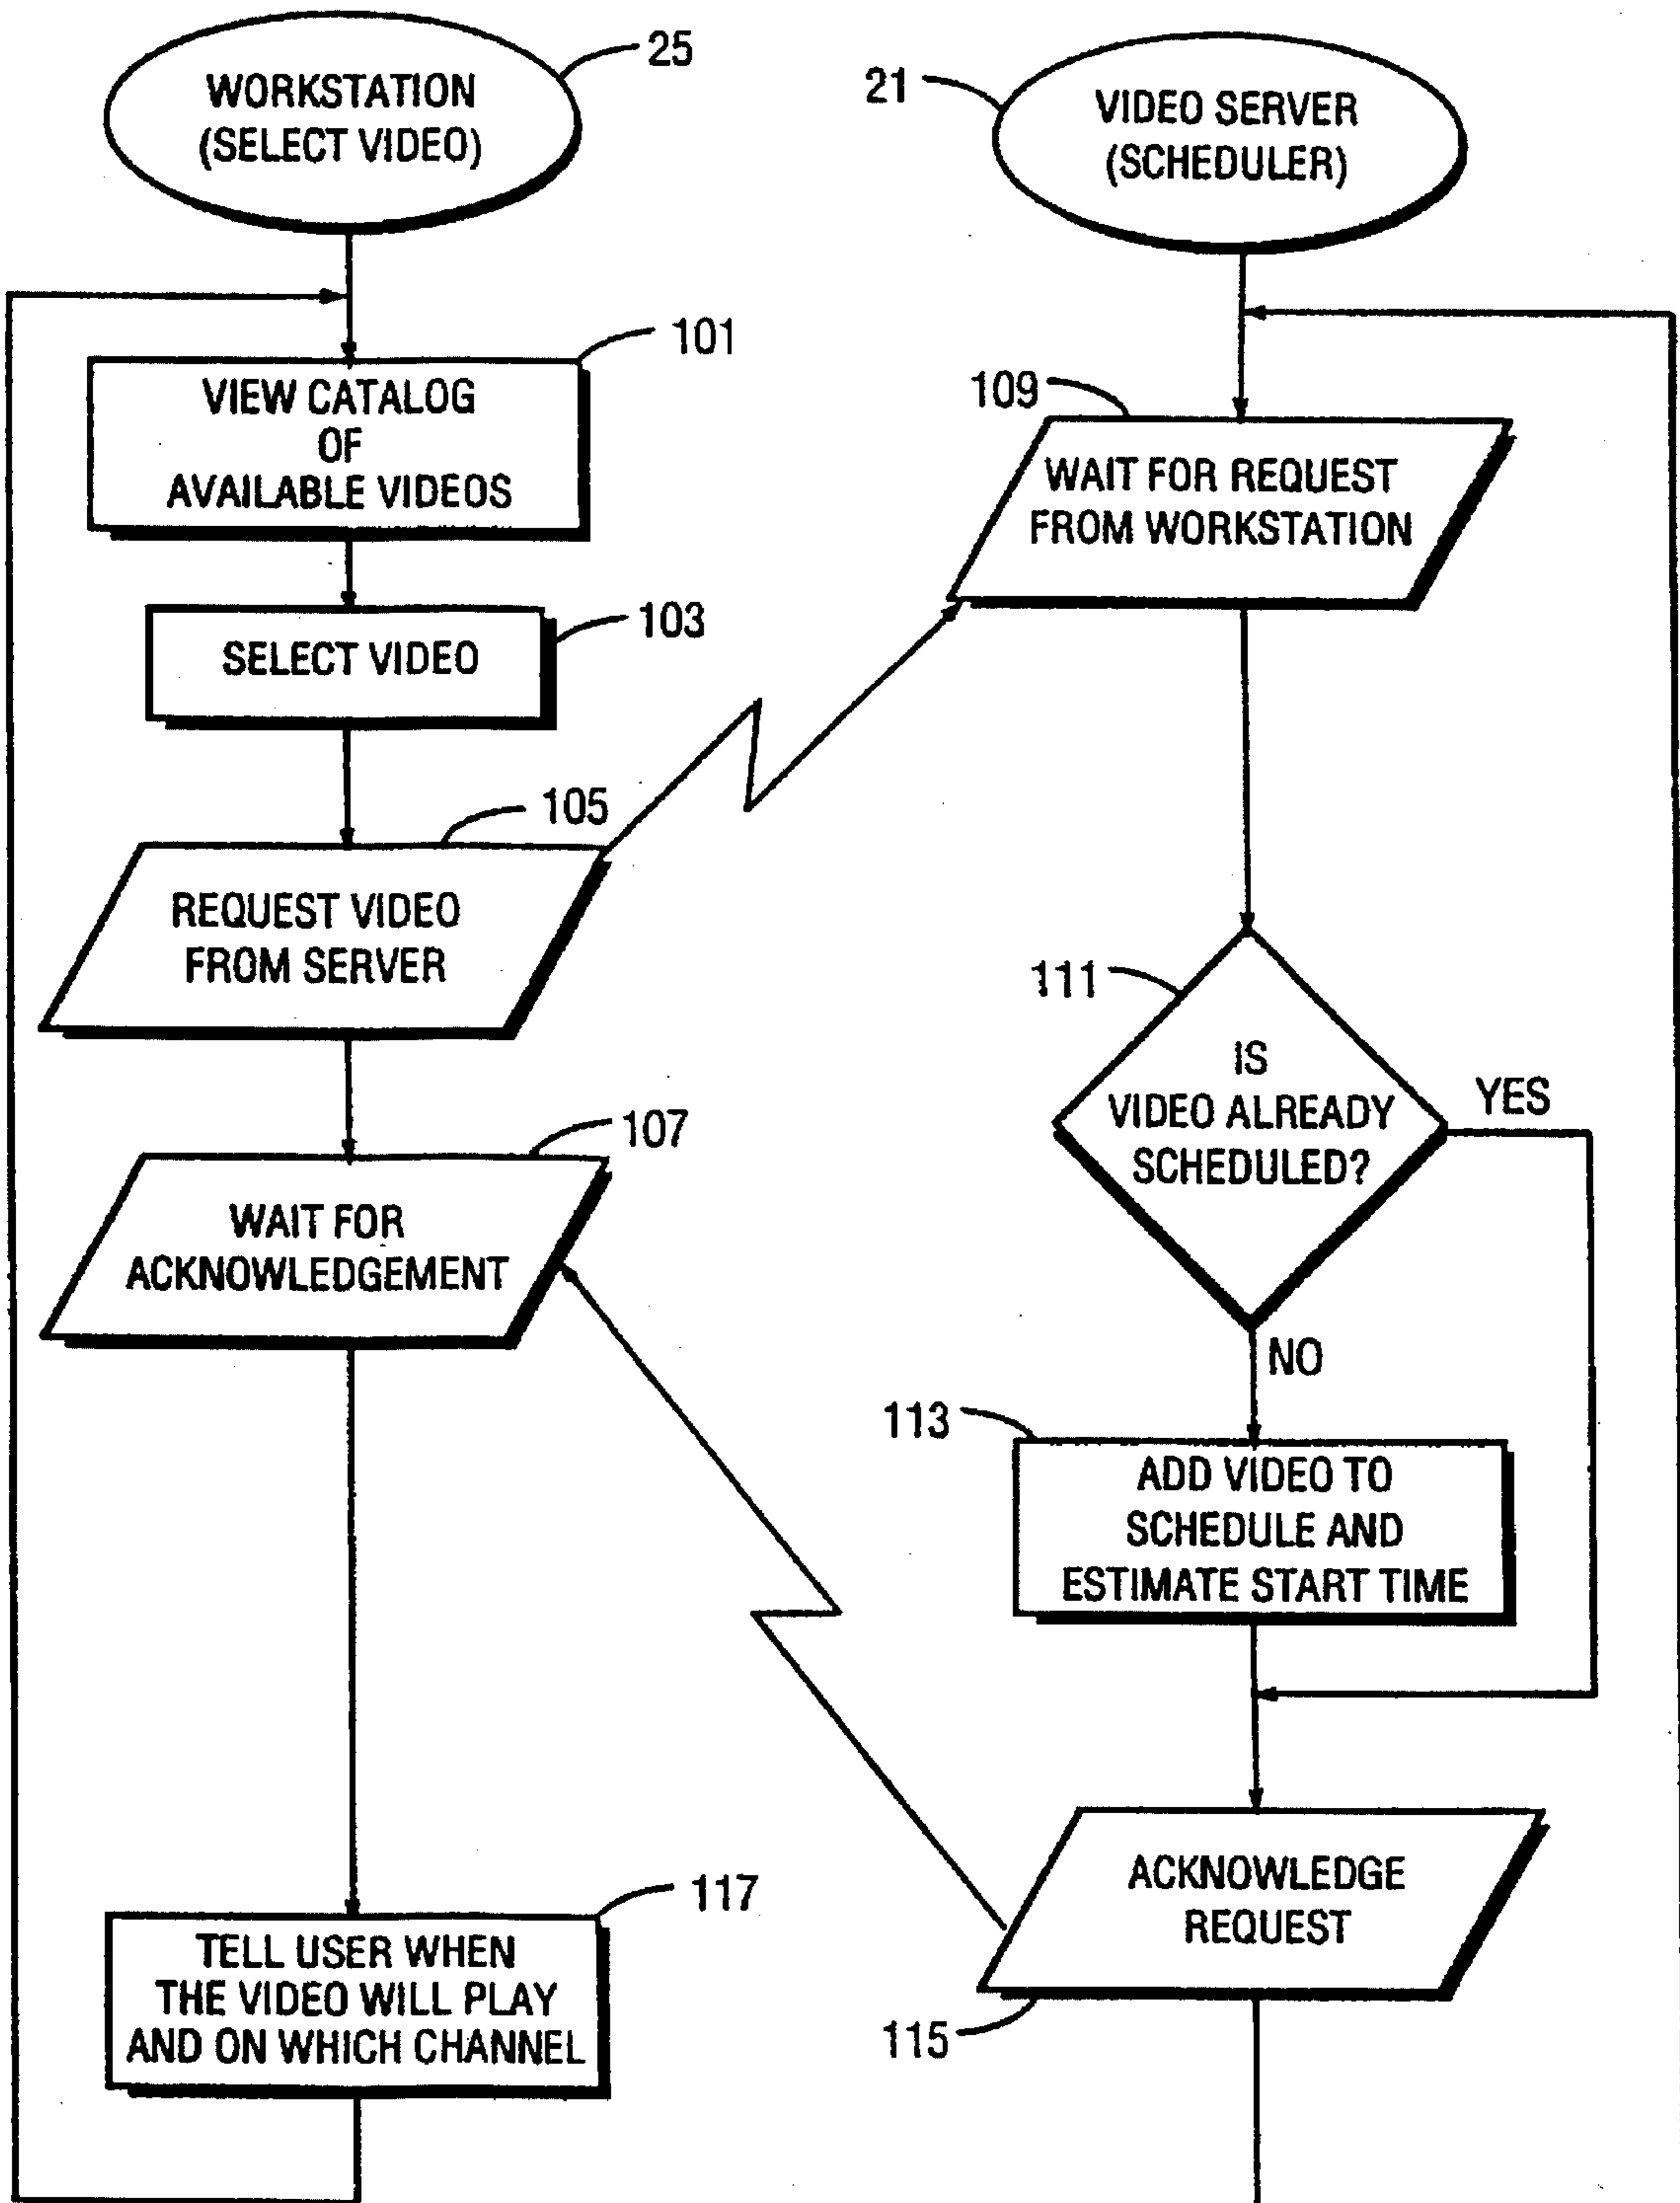 WORKSTATION
(SELECT VIDEO)
25
101
VIEW CATALOG
OF
AVAILABLE VIDEOS
103
SELECT VIDEO
105
REQUEST VIDEO
FROM SERVER
107
WAIT FOR
ACKNOWLEDGEMENT
117
TELL USER WHEN
THE VIDEO WILL PLAY
AND ON WHICH CHANNEL
21
VIDEO SERVER
(SCHEDULER)
109
WAIT FOR REQUEST
FROM WORKSTATION
111
IS
VIDEO ALREADY
SCHEDULED?
YES
NO
113
ADD VIDEO TO
SCHEDULE AND
ESTIMATE START TIME
ACKNOWLEDGE
REQUEST
115